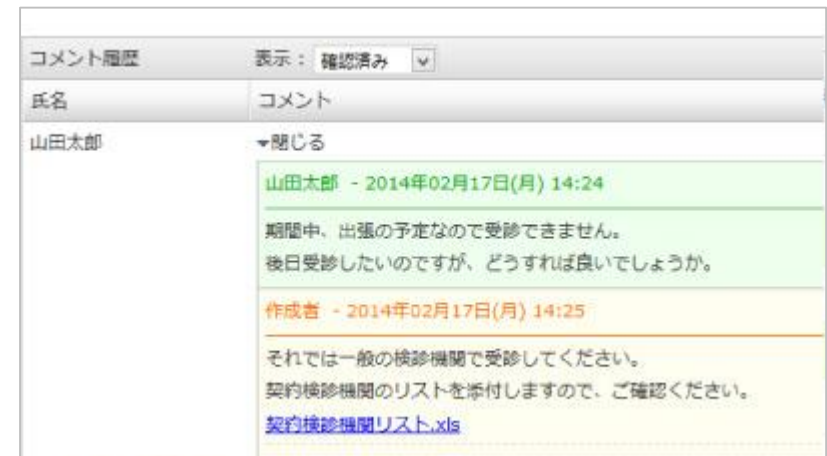 コメント履歴 表示： 確認済み
氏名 コメント
山田太郎 ▼閉じる
山田太郎 - 2014年02月17日(月) 14:24
期間中、出張の予定なので受診できません。
後日受診したいのですが、どうすれば良いでしょうか。
作成者 - 2014年02月17日(月) 14:25
それでは一般の検診機関で受診してください。
契約検診機関のリストを添付しますので、ご確認ください。
契約検診機関リスト.xls